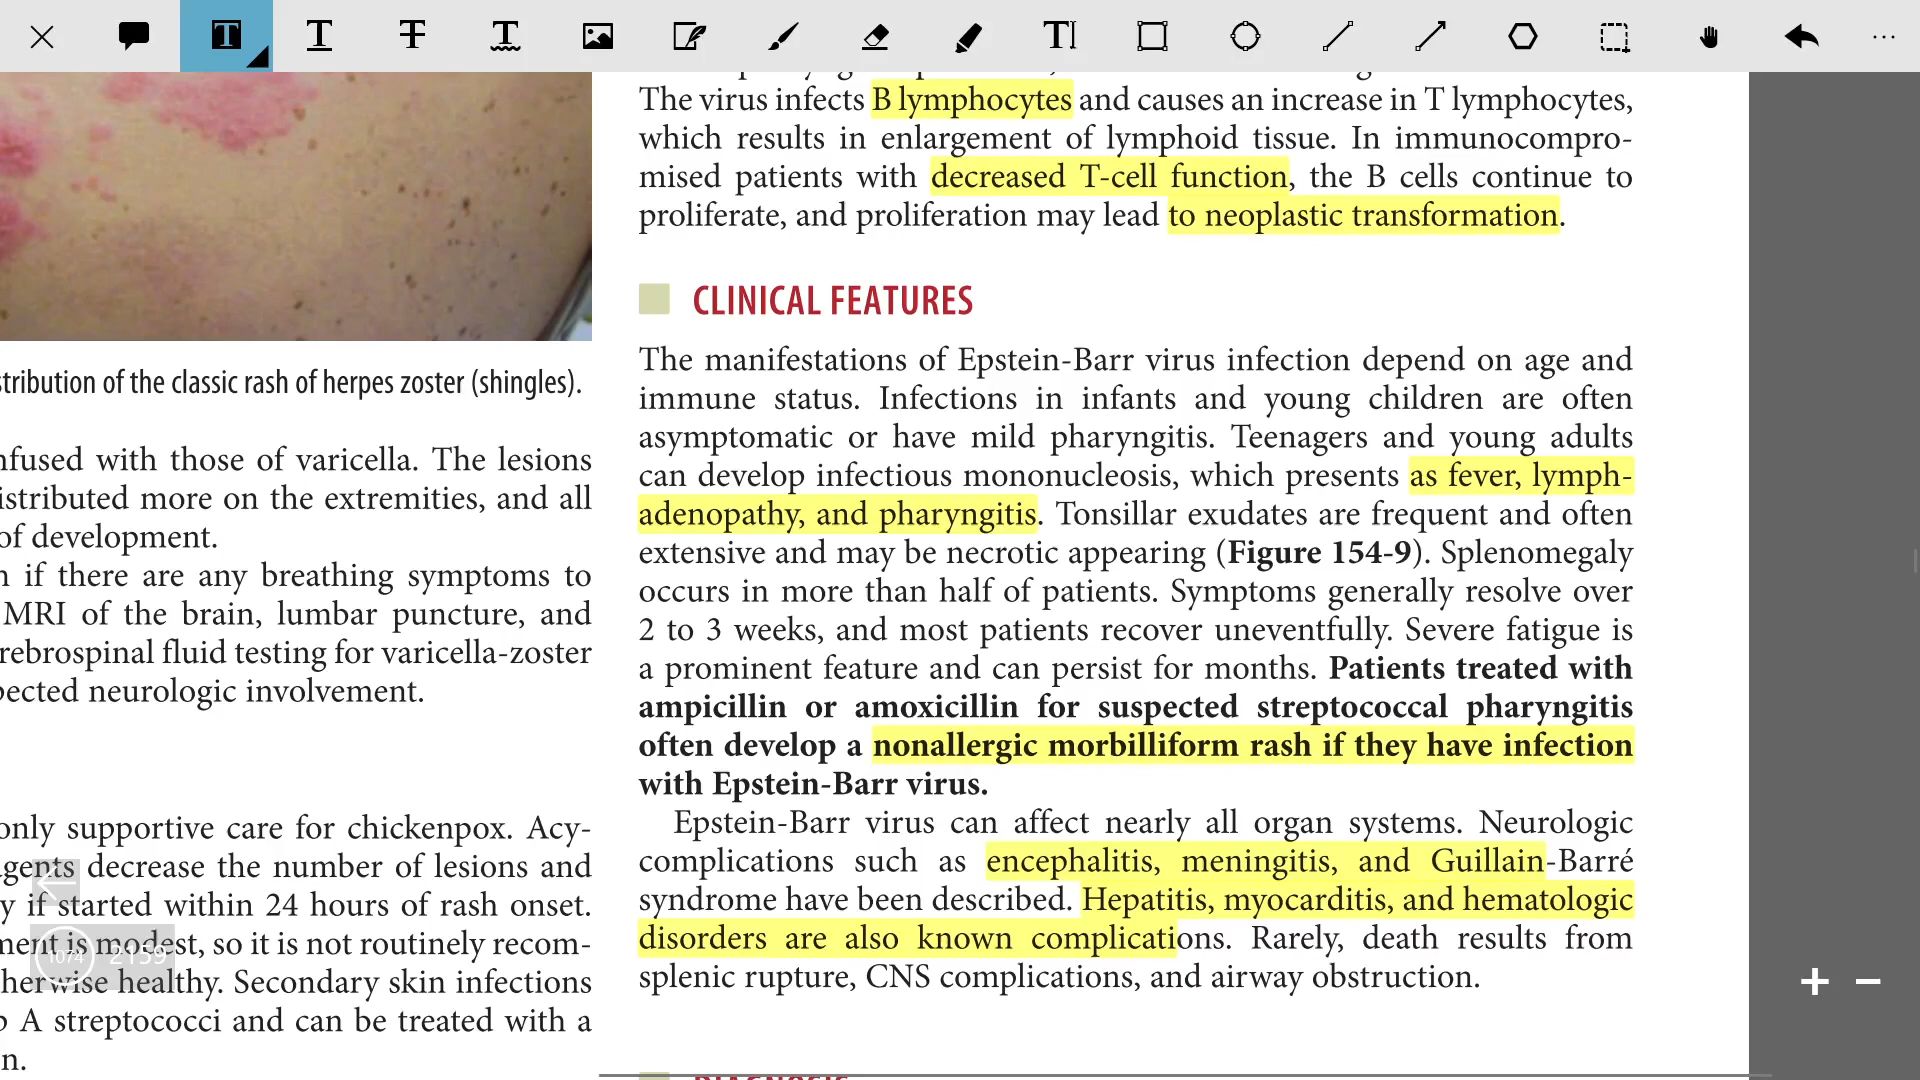 stribution of the classic rash of herpes zoster (shingles).
nfused with those of varicella. The lesions
istributed more on the extremities, and all
of development.
n if there are any breathing symptoms to
MRI of the brain, lumbar puncture, and
rebrospinal fluid testing for varicella-zoster
pected neurologic involvement.
only supportive care for chickenpox. Acy-
agents decrease the number of lesions and
y if started within 24 hours of rash onset.
ment is modest, so it is not routinely recom-
herwise healthy. Secondary skin infections
p A streptococci and can be treated with a
n.
1074 2159
The virus infects B lymphocytes and causes an increase in T lymphocytes,
which results in enlargement of lymphoid tissue. In immunocompro-
mised patients with decreased T-cell function, the B cells continue to
proliferate, and proliferation may lead to neoplastic transformation.
CLINICAL FEATURES
The manifestations of Epstein-Barr virus infection depend on age and
immune status. Infections in infants and young children are often
asymptomatic or have mild pharyngitis. Teenagers and young adults
can develop infectious mononucleosis, which presents as fever, lymph-
adenopathy, and pharyngitis. Tonsillar exudates are frequent and often
extensive and may be necrotic appearing (Figure 154-9). Splenomegaly
occurs in more than half of patients. Symptoms generally resolve over
2 to 3 weeks, and most patients recover uneventfully. Severe fatigue is
a prominent feature and can persist for months. Patients treated with
ampicillin or amoxicillin for suspected streptococcal pharyngitis
often develop a nonallergic morbilliform rash if they have infection
with Epstein-Barr virus.
Epstein-Barr virus can affect nearly all organ systems. Neurologic
complications such as encephalitis, meningitis, and Guillain-Barré
syndrome have been described. Hepatitis, myocarditis, and hematologic
disorders are also known complications. Rarely, death results from
splenic rupture, CNS complications, and airway obstruction.